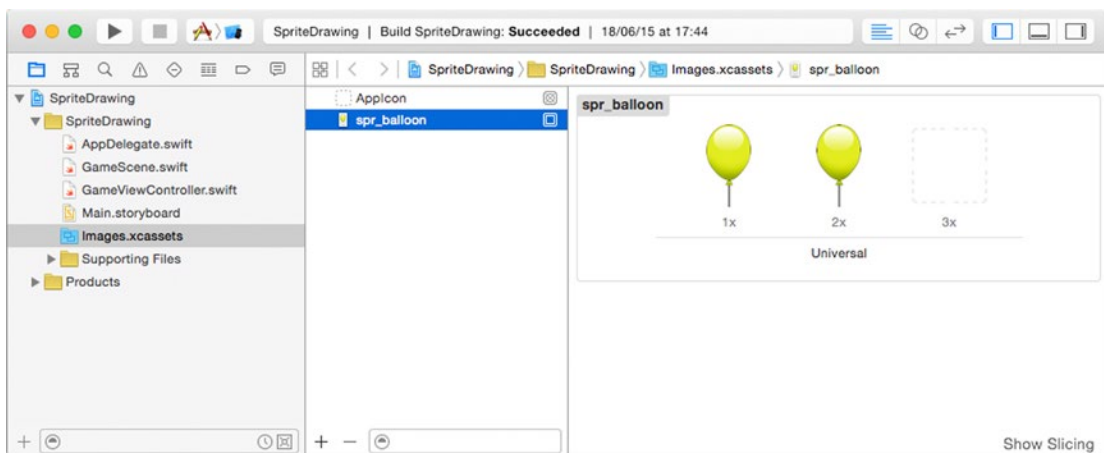 SpriteDrawing | Build SpriteDrawing: Succeeded | 18/06/15 at 17:44
SpriteDrawing
SpriteDrawing
AppDelegate.swift
GameScene.swift
GameViewController.swift
Main.storyboard
Images.xcassets
Supporting Files
Products
SpriteDrawing 〉 SpriteDrawing 〉 Images.xcassets 〉 spr_balloon
AppIcon
spr_balloon
spr_balloon
1x 2x 3x
Universal
Show Slicing